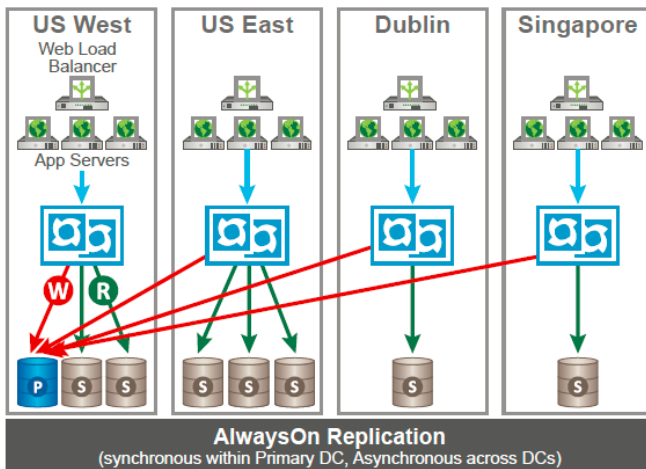 US West
US East
Dublin
Singapore
Web Load
Balancer
App Servers
W
R
P
S
S
S
S
S
S
S
AlwaysOn Replication
(synchronous within Primary DC, Asynchronous across DCs)